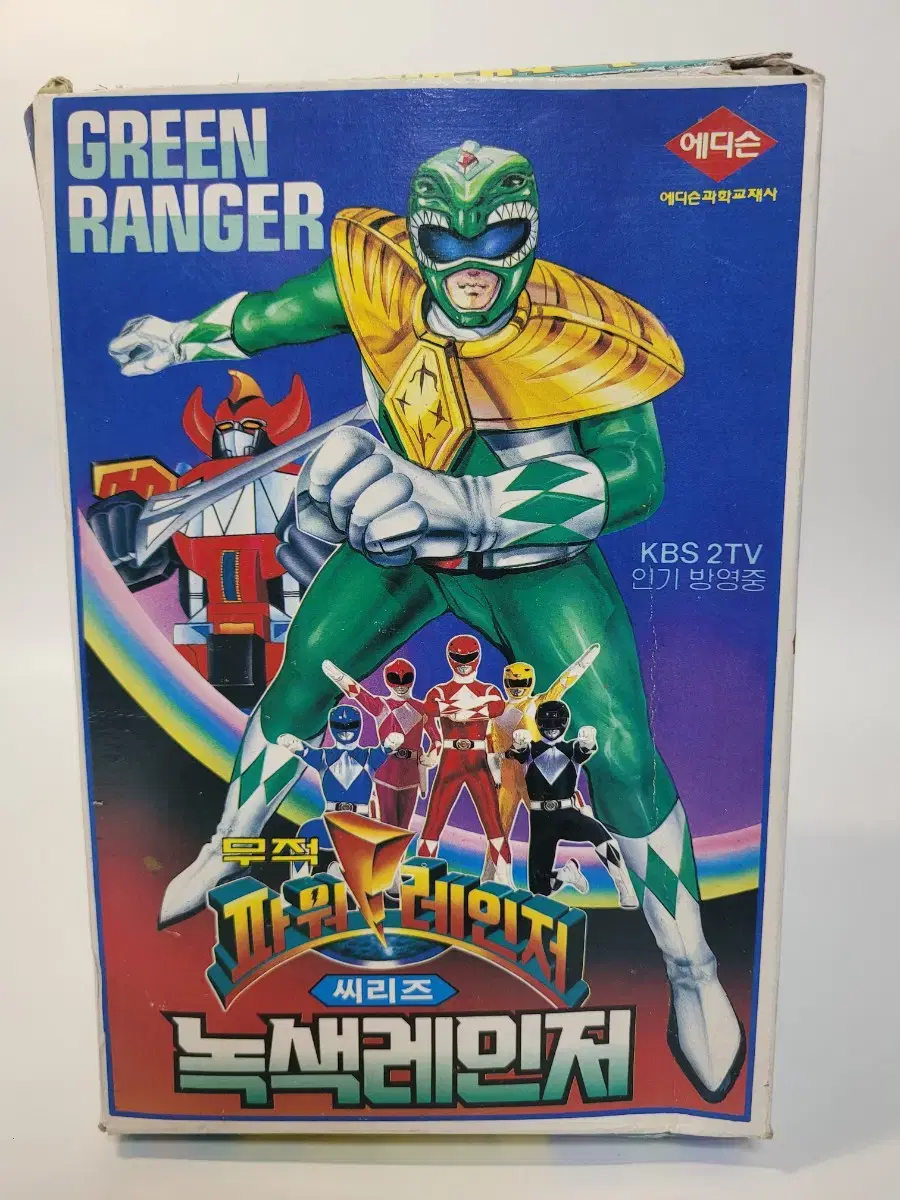 GREEN
RANGER
에디슨
에디슨과학교재사
KBS 2TV
인기 방영중
무적
파워레인저
씨리즈
녹색레인저